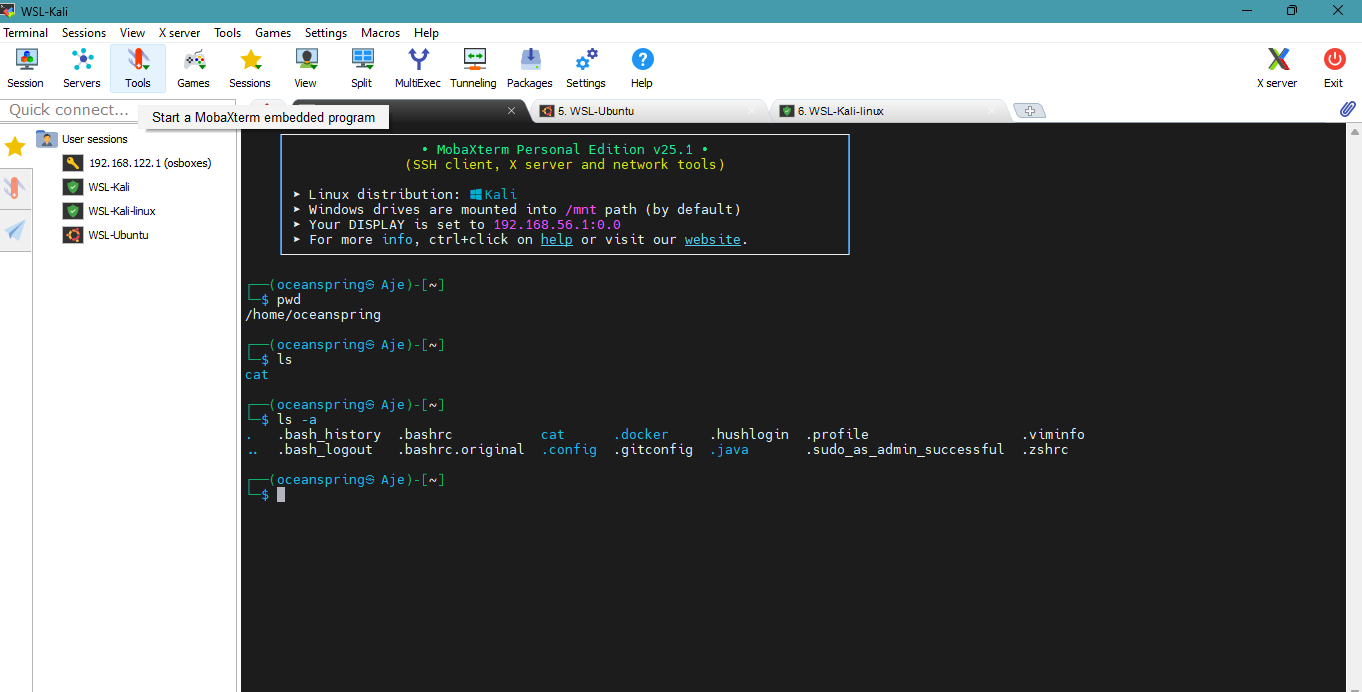 WSL-Kali
Terminal Sessions View X server Tools Games Settings Macros Help
Session Servers Tools Games Sessions View Split MultiExec Tunneling Packages Settings Help X server Exit
Quick connect...
Start a MobaXterm embedded program
5. WSL-Ubuntu
6. WSL-Kali-linux
User sessions
192.168.122.1 (osboxes)
WSL-Kali
WSL-Kali-linux
WSL-Ubuntu
• MobaXterm Personal Edition v25.1 •
(SSH client, X server and network tools)
➤ Linux distribution: Kali
➤ Windows drives are mounted into /mnt path (by default)
➤ Your DISPLAY is set to 192.168.56.1:0.0
➤ For more info, ctrl+click on help or visit our website.
┌──(oceanspring㉿ Aje)-[~]
└─$ pwd
/home/oceanspring
┌──(oceanspring㉿ Aje)-[~]
└─$ ls
cat
┌──(oceanspring㉿ Aje)-[~]
└─$ ls -a
. .bash_history .bashrc cat .docker .hushlogin .profile .viminfo
.. .bash_logout .bashrc.original .config .gitconfig .java .sudo_as_admin_successful .zshrc
┌──(oceanspring㉿ Aje)-[~]
└─$